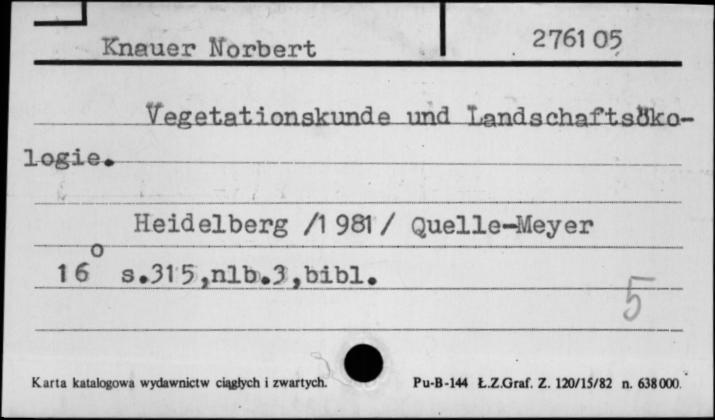 Knauer Norbert
276105
Vegetationskunde und Landschaftsöko-
logie.
Heidelberg /1981/ Quelle-Meyer
16° s.315,nlb.3,bibl.
5
Karta katalogowa wydawnictw ciągłych i zwartych.
Pu-B-144 Ł.Z.Graf. Z. 120/15/82 n. 638000.